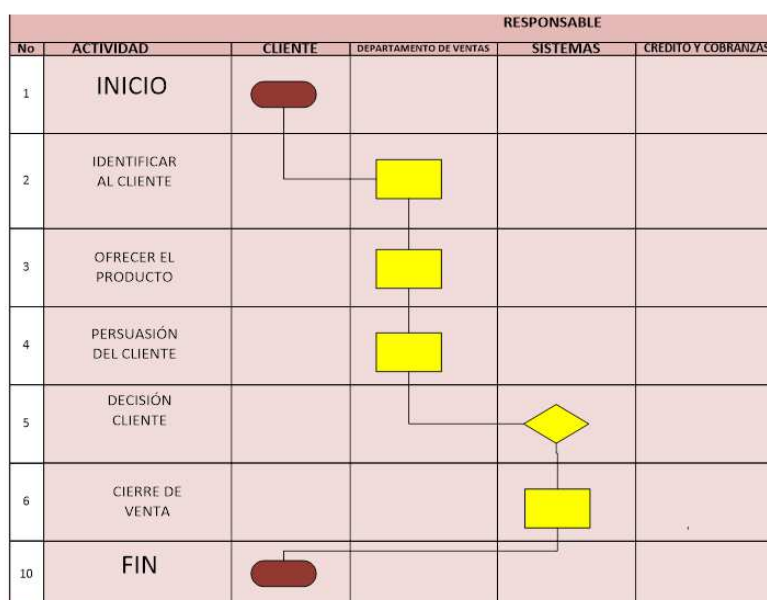 RESPONSABLE
No ACTIVIDAD CLIENTE DEPARTAMENTO DE VENTAS SISTEMAS CREDITO Y COBRANZAS
1 INICIO
2 IDENTIFICAR
AL CLIENTE
3 OFRECER EL
PRODUCTO
4 PERSUASIÓN
DEL CLIENTE
5 DECISIÓN
CLIENTE
6 CIERRE DE
VENTA
10 FIN